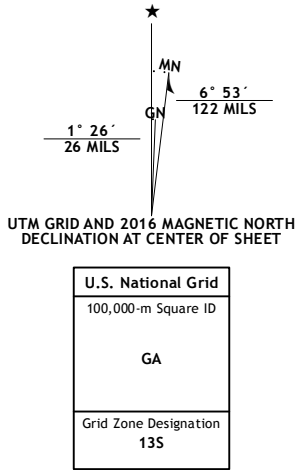 ★
MN
GN
6° 53´
122 MILS
1° 26´
26 MILS
UTM GRID AND 2016 MAGNETIC NORTH
DECLINATION AT CENTER OF SHEET
U.S. National Grid
100,000-m Square ID
GA
Grid Zone Designation
13S